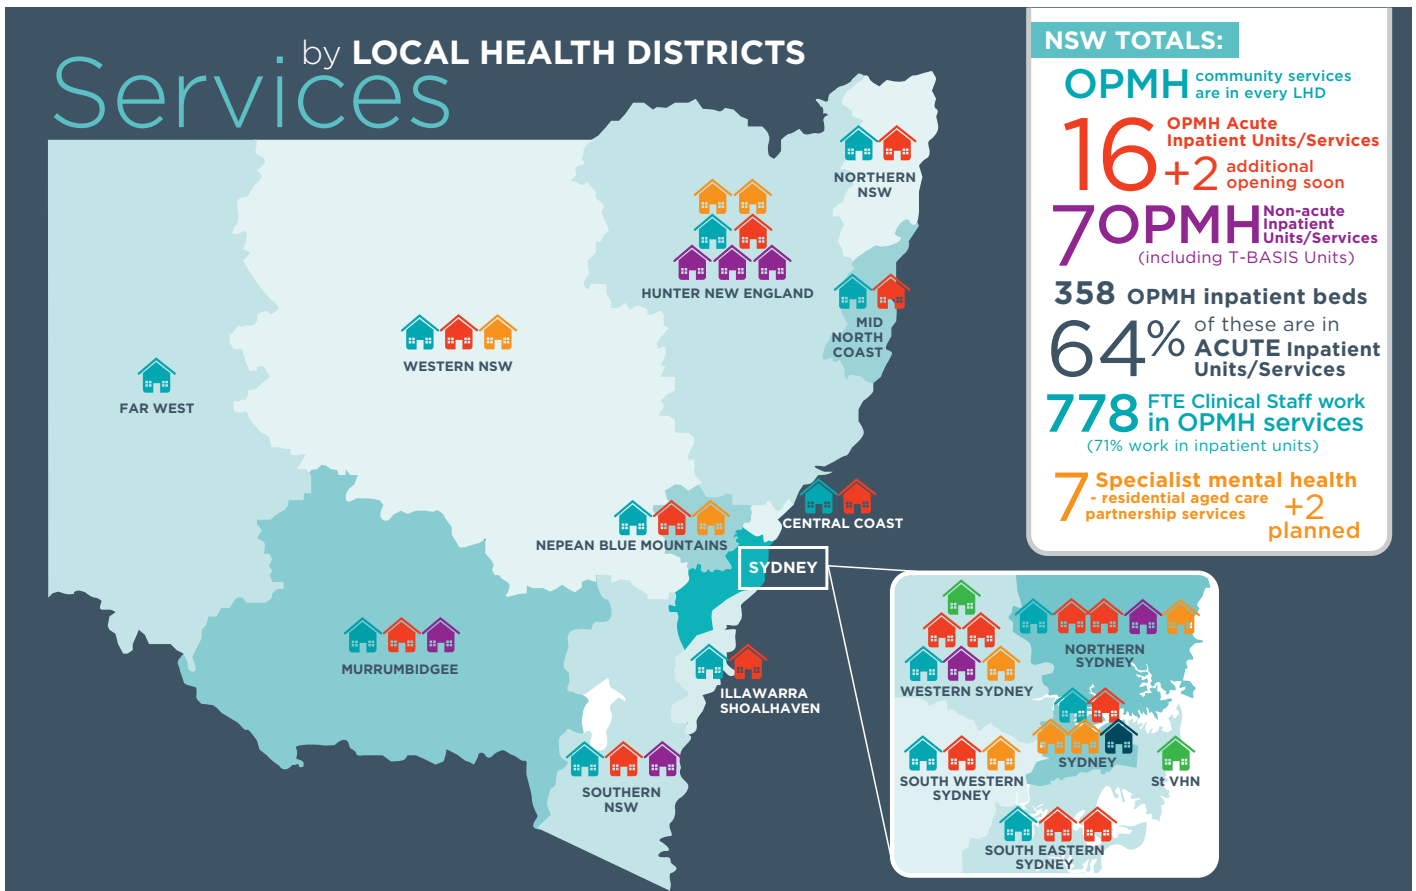 Services
by LOCAL HEALTH DISTRICTS
NSW TOTALS:
OPMH community services
are in every LHD
16 OPMH Acute
Inpatient Units/Services
+2 additional
opening soon
7 OPMH Non-acute
Inpatient
Units/Services
(including T-BASIS Units)
358 OPMH inpatient beds
64% of these are in
ACUTE Inpatient
Units/Services
778 FTE Clinical Staff work
in OPMH services
(71% work in inpatient units)
7 Specialist mental health
- residential aged care
partnership services
+2
planned
NORTHERN
NSW
HUNTER NEW ENGLAND
MID
NORTH
COAST
WESTERN NSW
FAR WEST
CENTRAL COAST
NEPEAN BLUE MOUNTAINS
SYDNEY
MURRUMBIDGEE
ILLAWARRA
SHOALHAVEN
SOUTHERN
NSW
NORTHERN
SYDNEY
WESTERN SYDNEY
SYDNEY
St VHN
SOUTH WESTERN
SYDNEY
SOUTH EASTERN
SYDNEY